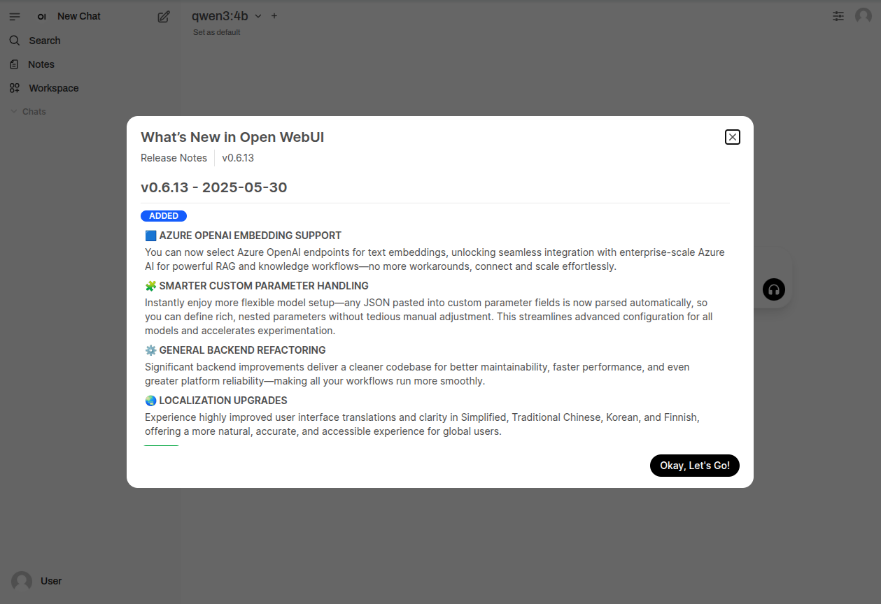 OI New Chat
qwen3:4b
Set as default
Search
Notes
Workspace
Chats
What's New in Open WebUI
Release Notes v0.6.13
v0.6.13 - 2025-05-30
ADDED
🟦 AZURE OPENAI EMBEDDING SUPPORT
You can now select Azure OpenAI endpoints for text embeddings, unlocking seamless integration with enterprise-scale Azure
AI for powerful RAG and knowledge workflows—no more workarounds, connect and scale effortlessly.
🧩 SMARTER CUSTOM PARAMETER HANDLING
Instantly enjoy more flexible model setup—any JSON pasted into custom parameter fields is now parsed automatically, so
you can define rich, nested parameters without tedious manual adjustment. This streamlines advanced configuration for all
models and accelerates experimentation.
⚙️ GENERAL BACKEND REFACTORING
Significant backend improvements deliver a cleaner codebase for better maintainability, faster performance, and even
greater platform reliability—making all your workflows run more smoothly.
🌏 LOCALIZATION UPGRADES
Experience highly improved user interface translations and clarity in Simplified, Traditional Chinese, Korean, and Finnish,
offering a more natural, accurate, and accessible experience for global users.
Okay, Let's Go!
User